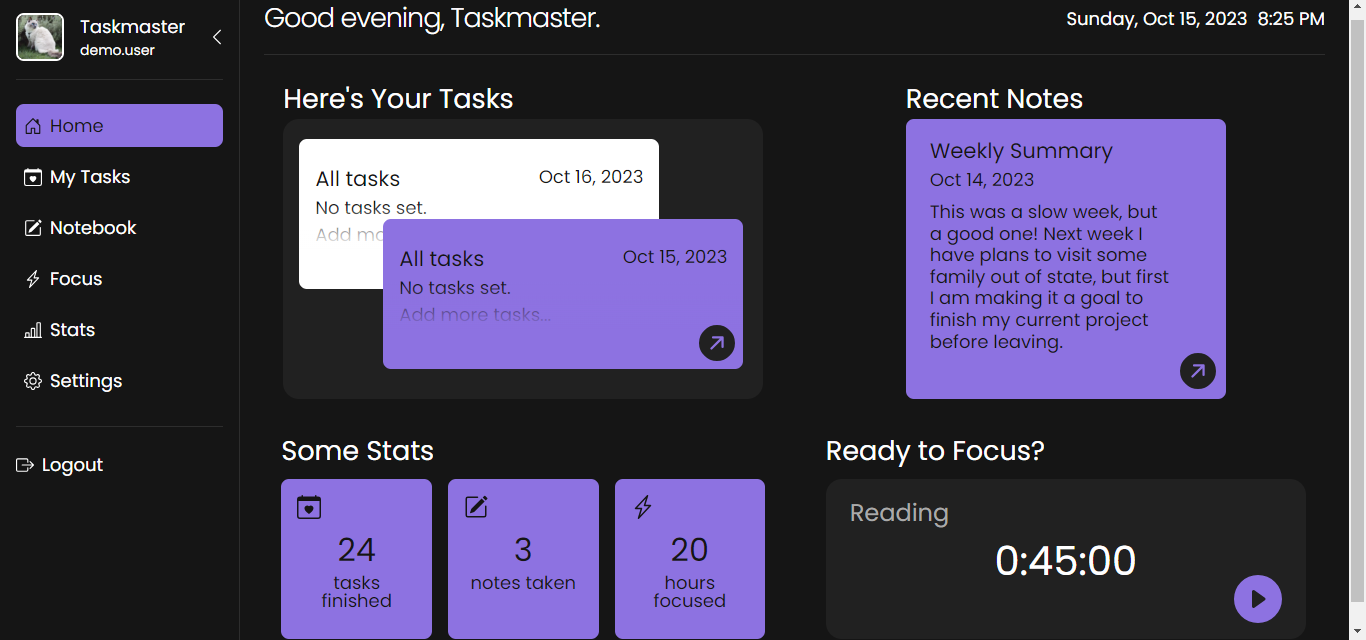 Taskmaster
demo.user
Home
My Tasks
Notebook
Focus
Stats
Settings
Logout
Good evening, Taskmaster.
Sunday, Oct 15, 2023 8:25 PM
Here's Your Tasks
All tasks
Oct 16, 2023
No tasks set.
Add mo
All tasks
Oct 15, 2023
No tasks set.
Add more tasks...
Recent Notes
Weekly Summary
Oct 14, 2023
This was a slow week, but
a good one! Next week I
have plans to visit some
family out of state, but first
I am making it a goal to
finish my current project
before leaving.
Some Stats
24
tasks
finished
3
notes taken
20
hours
focused
Ready to Focus?
Reading
0:45:00